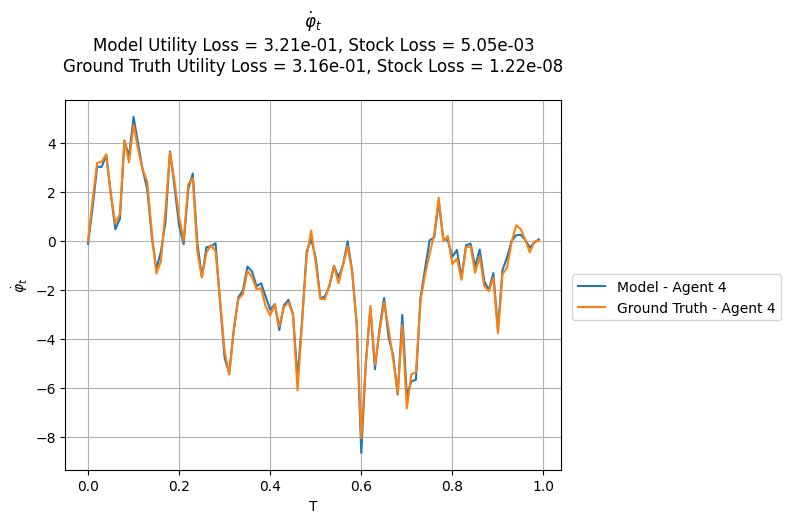 φ̇ₜ
Model Utility Loss = 3.21e-01, Stock Loss = 5.05e-03
Ground Truth Utility Loss = 3.16e-01, Stock Loss = 1.22e-08
4
2
0
−2
−4
−6
−8
φ̇ₜ
0.0 0.2 0.4 0.6 0.8 1.0
T
Model - Agent 4
Ground Truth - Agent 4